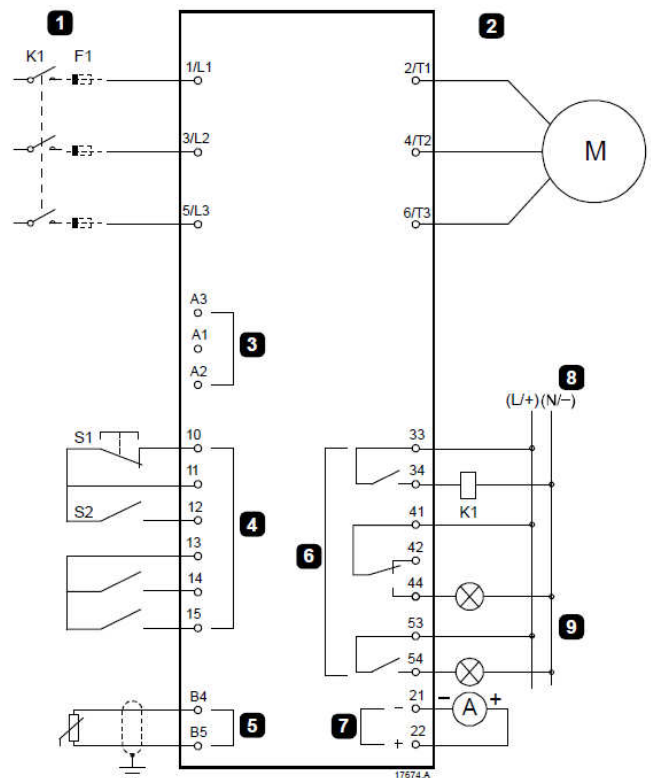 1
2
K1 F1
1/L1
2/T1
3/L2
4/T2
M
5/L3
6/T3
A3
A1
3
A2
8
(L/+) (N/−)
S1
10
33
11
34
S2
12
K1
4
41
13
6
42
14
44
15
53
9
54
B4
21
− A +
5
7
−
B5
22
+
17674.A